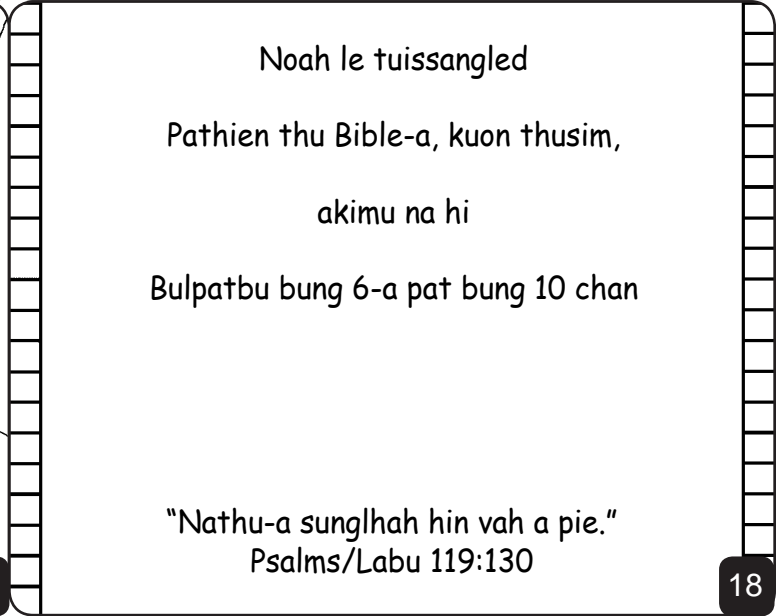 Noah le tuissangled
Pathien thu Bible-a, kuon thusim,
akimu na hi
Bulpatbu bung 6-a pat bung 10 chan
“Nathu-a sunglhah hin vah a pie.”
Psalms/Labu 119:130
18